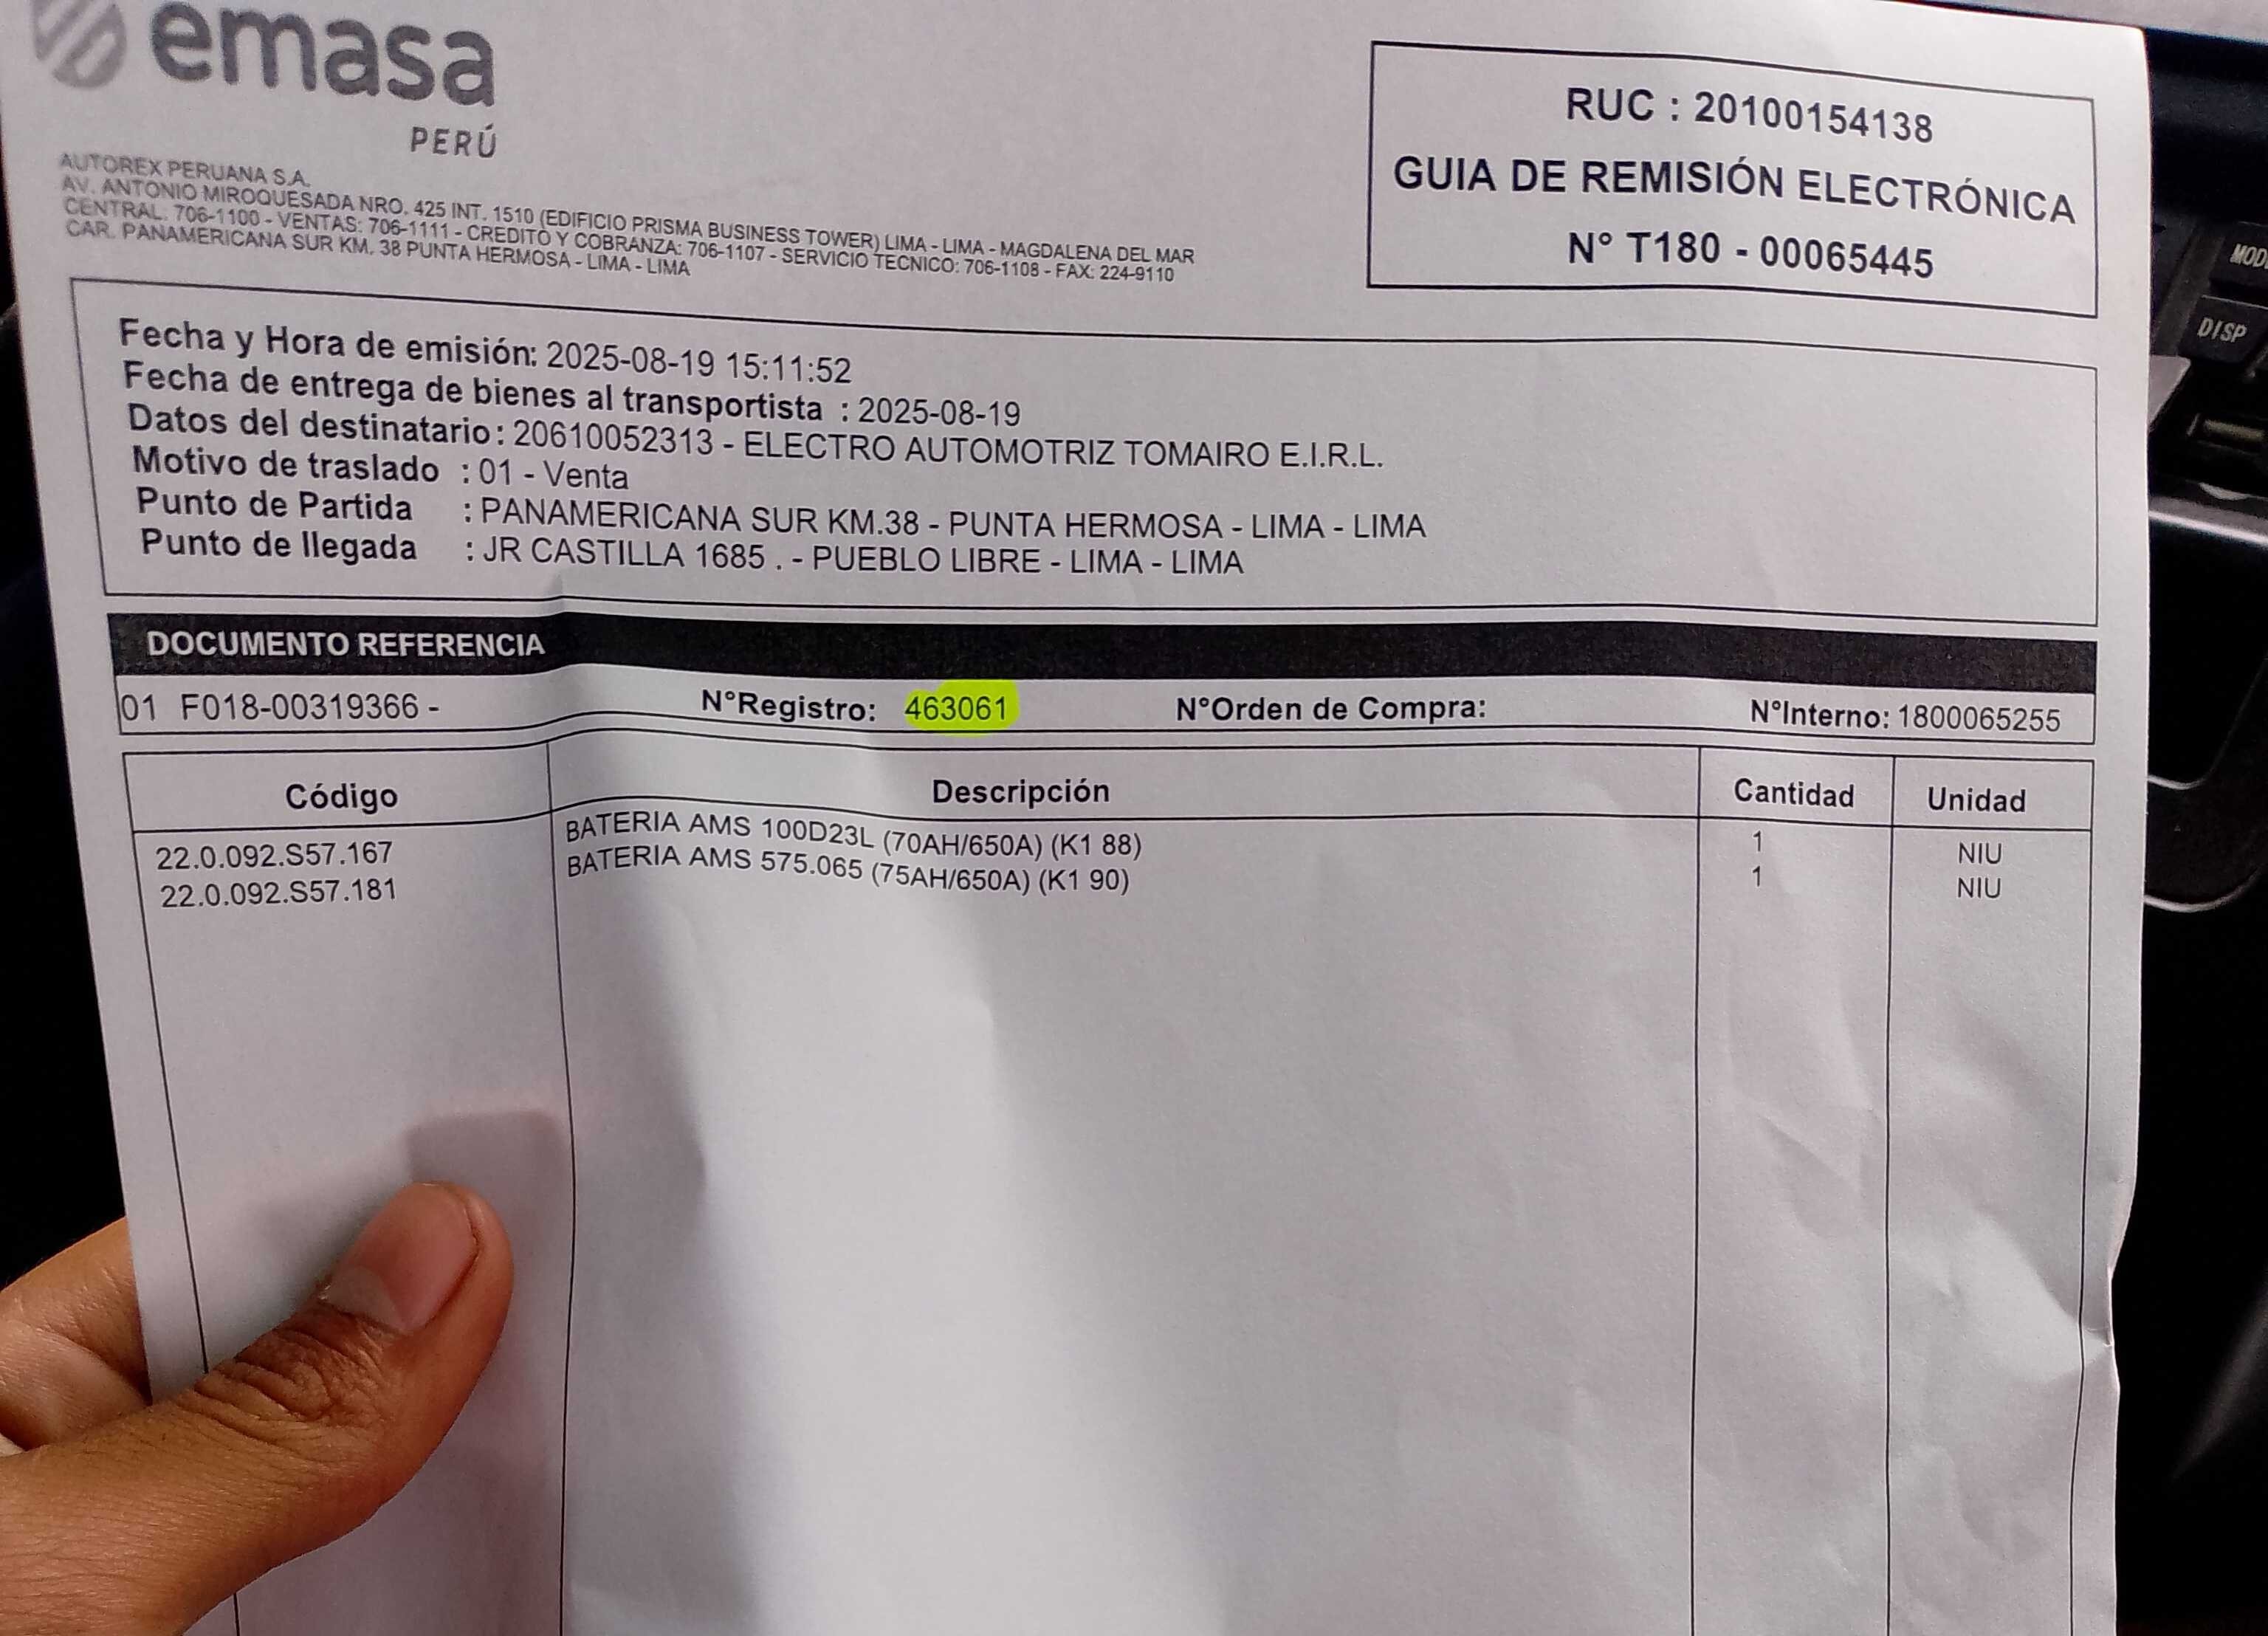 emasa
PERÚ
AUTOREX PERUANA S.A.
AV. ANTONIO MIROQUESADA NRO. 425 INT. 1510 (EDIFICIO PRISMA BUSINESS TOWER) LIMA - LIMA - MAGDALENA DEL MAR
CENTRAL: 706-1100 - VENTAS: 706-1111 - CREDITO Y COBRANZA: 706-1107 - SERVICIO TECNICO: 706-1108 - FAX: 224-9110
CAR. PANAMERICANA SUR KM. 38 PUNTA HERMOSA - LIMA - LIMA
RUC : 20100154138
GUIA DE REMISIÓN ELECTRÓNICA
N° T180 - 00065445
Fecha y Hora de emisión: 2025-08-19 15:11:52
Fecha de entrega de bienes al transportista : 2025-08-19
Datos del destinatario : 20610052313 - ELECTRO AUTOMOTRIZ TOMAIRO E.I.R.L.
Motivo de traslado : 01 - Venta
Punto de Partida : PANAMERICANA SUR KM.38 - PUNTA HERMOSA - LIMA - LIMA
Punto de llegada : JR CASTILLA 1685 . - PUEBLO LIBRE - LIMA - LIMA
DOCUMENTO REFERENCIA
01 F018-00319366 - N°Registro: 463061 N°Orden de Compra: N°Interno: 1800065255
Código Descripción Cantidad Unidad
22.0.092.S57.167 BATERIA AMS 100D23L (70AH/650A) (K1 88) 1 NIU
22.0.092.S57.181 BATERIA AMS 575.065 (75AH/650A) (K1 90) 1 NIU
DISP